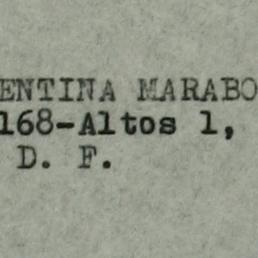 ENTINA MARABO
168-Altos 1,
D. F.